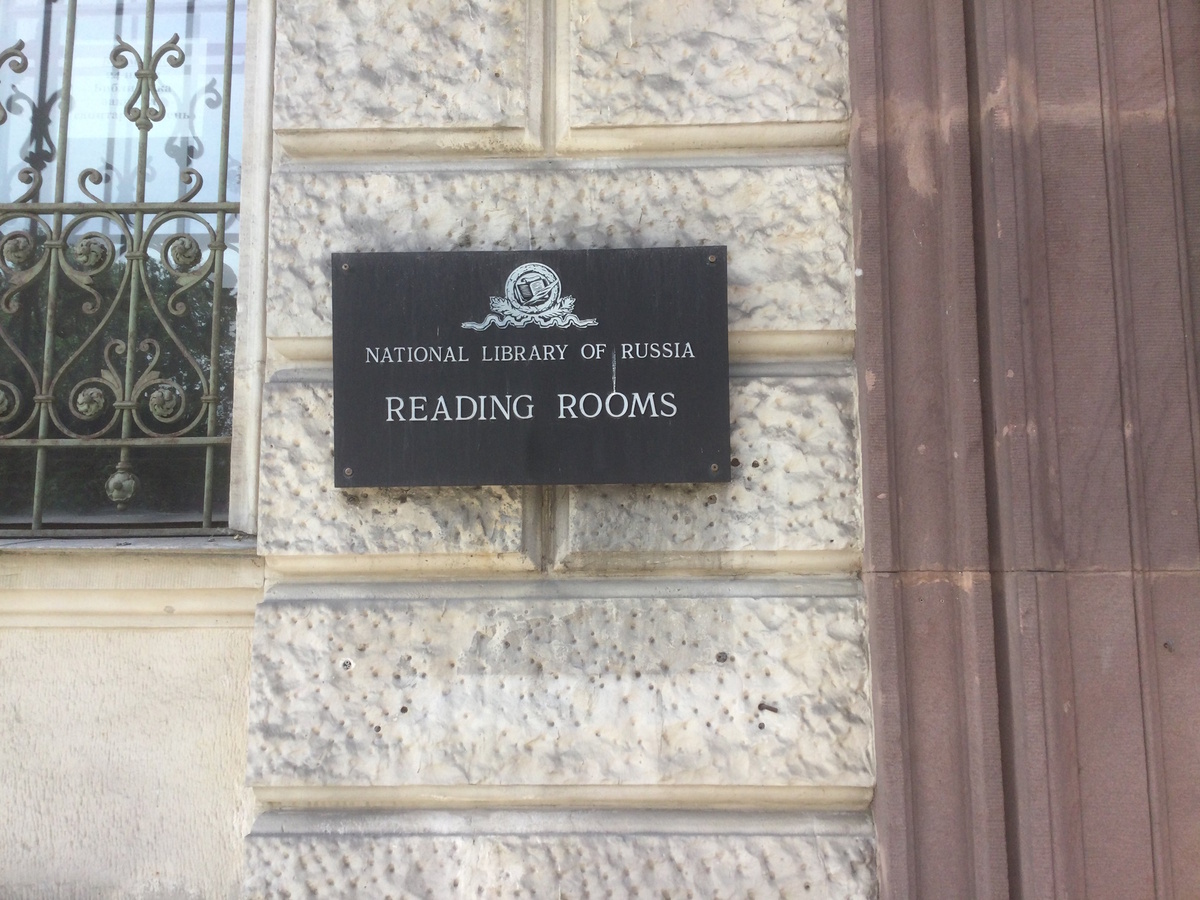 NATIONAL LIBRARY OF RUSSIA
READING ROOMS